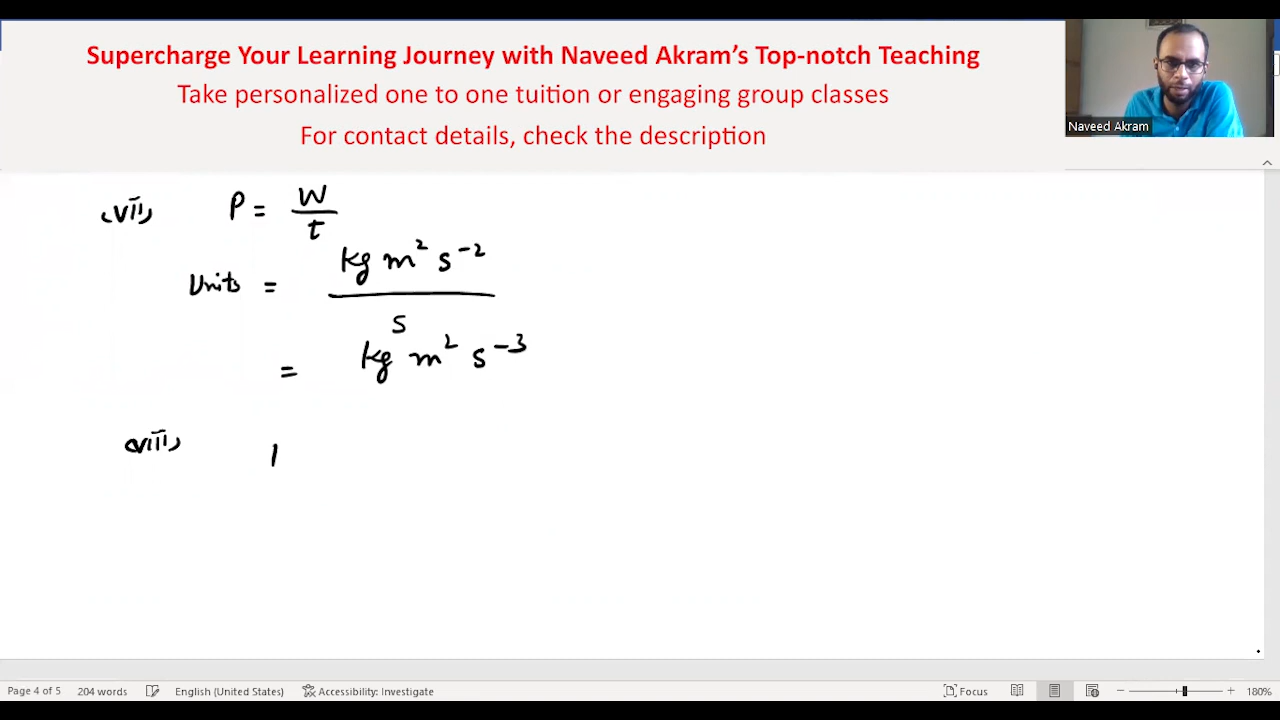 Supercharge Your Learning Journey with Naveed Akram’s Top-notch Teaching
Take personalized one to one tuition or engaging group classes
For contact details, check the description
Naveed Akram
(vii) P = W
t
Units = kg m² s⁻²
s
= kg m² s⁻³
(viii)
Page 4 of 5 204 words English (United States) Accessibility: Investigate Focus 180%